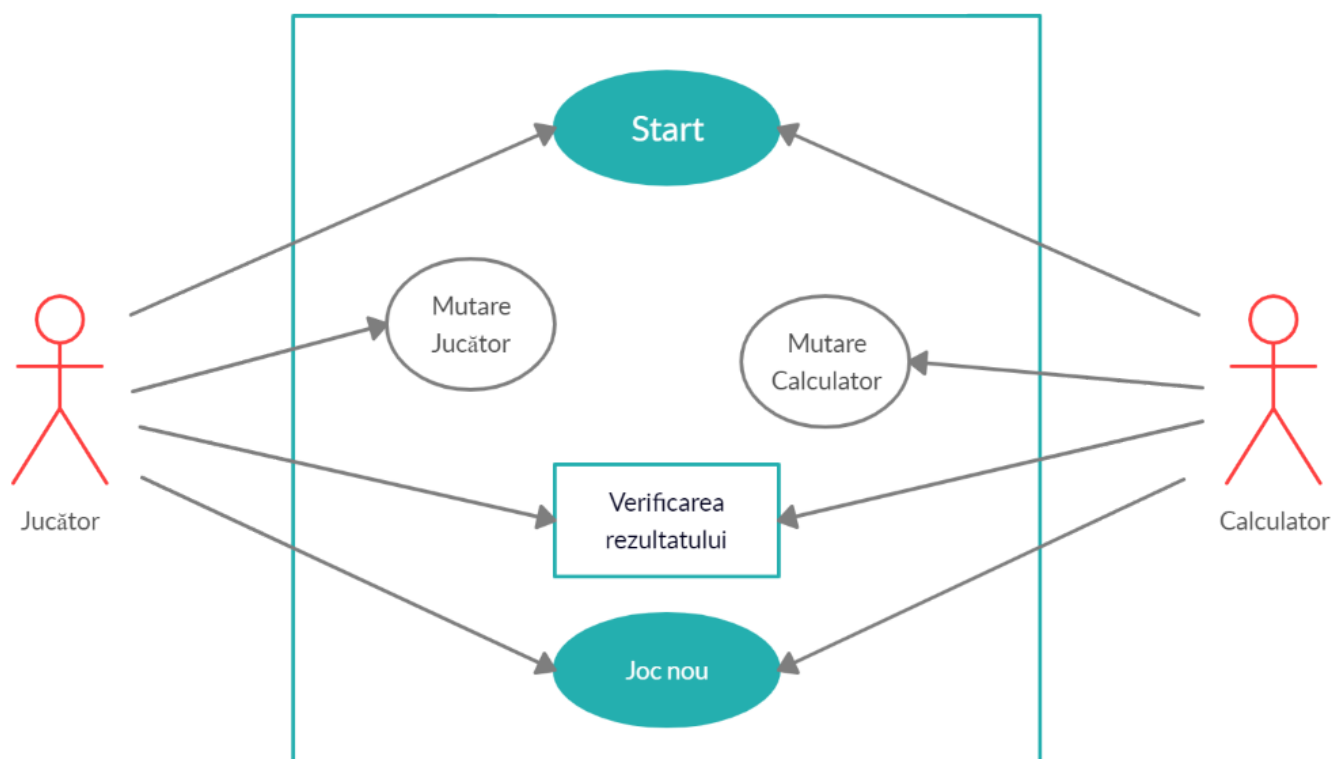 Start
Mutare
Jucător
Mutare
Calculator
Verificarea
rezultatului
Jucător
Calculator
Joc nou